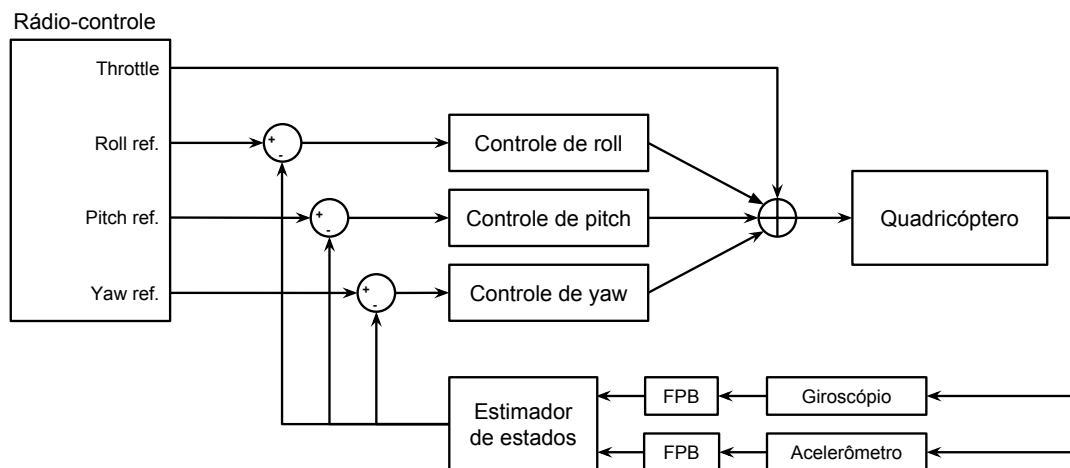 Rádio-controle
Throttle
Roll ref.
+
-
Controle de roll
Pitch ref.
+
-
Controle de pitch
Quadricóptero
Yaw ref.
+
-
Controle de yaw
Estimador
de estados
FPB
Giroscópio
FPB
Acelerômetro